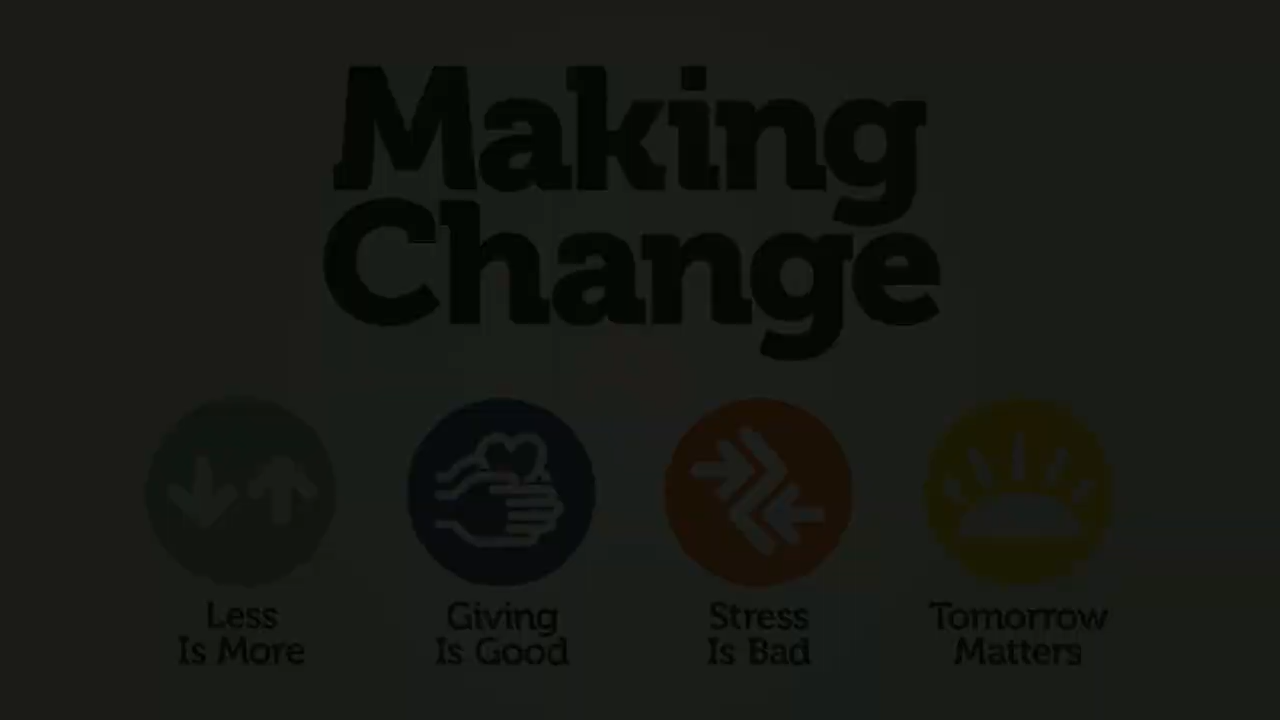 Making
Change
Less
Is More
Giving
Is Good
Stress
Is Bad
Tomorrow
Matters